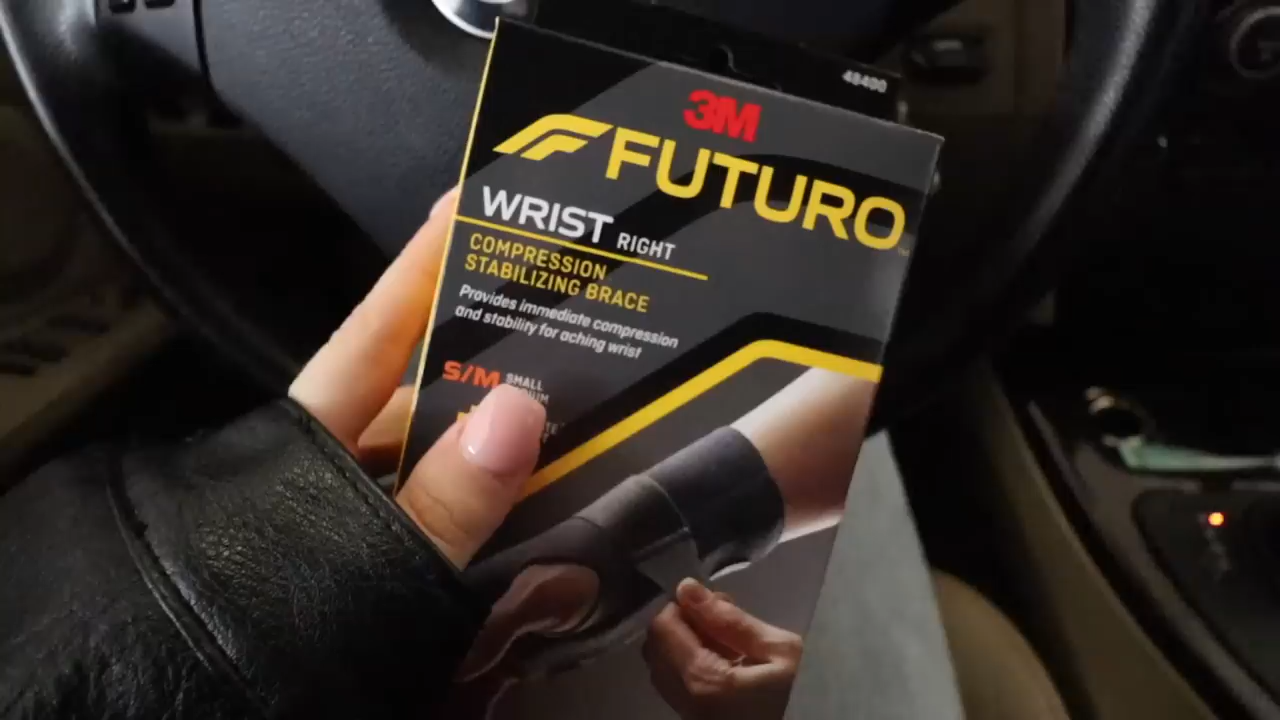 48400
3M
FUTURO
WRIST RIGHT
COMPRESSION
STABILIZING BRACE
Provides immediate compression
and stability for aching wrist
S/M SMALL